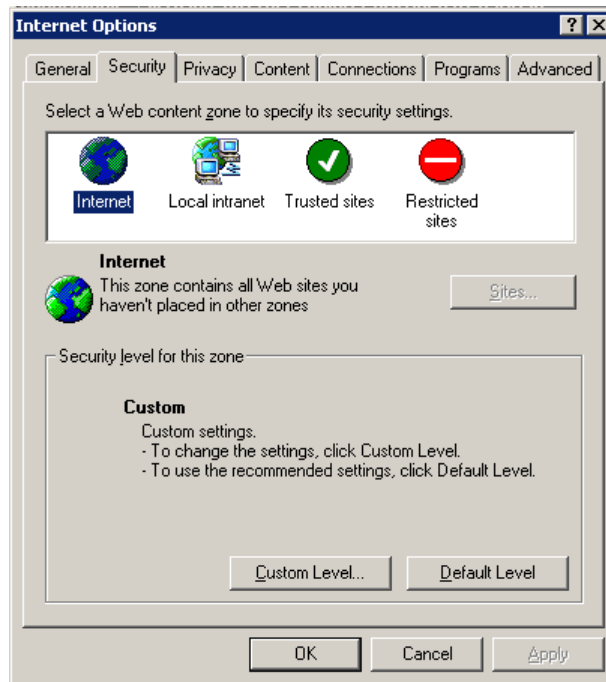 Internet Options
General Security Privacy Content Connections Programs Advanced
Select a Web content zone to specify its security settings.
Internet Local intranet Trusted sites Restricted
sites
Internet
This zone contains all Web sites you
haven't placed in other zones
Sites...
Security level for this zone
Custom
Custom settings.
- To change the settings, click Custom Level.
- To use the recommended settings, click Default Level.
Custom Level... Default Level
OK Cancel Apply